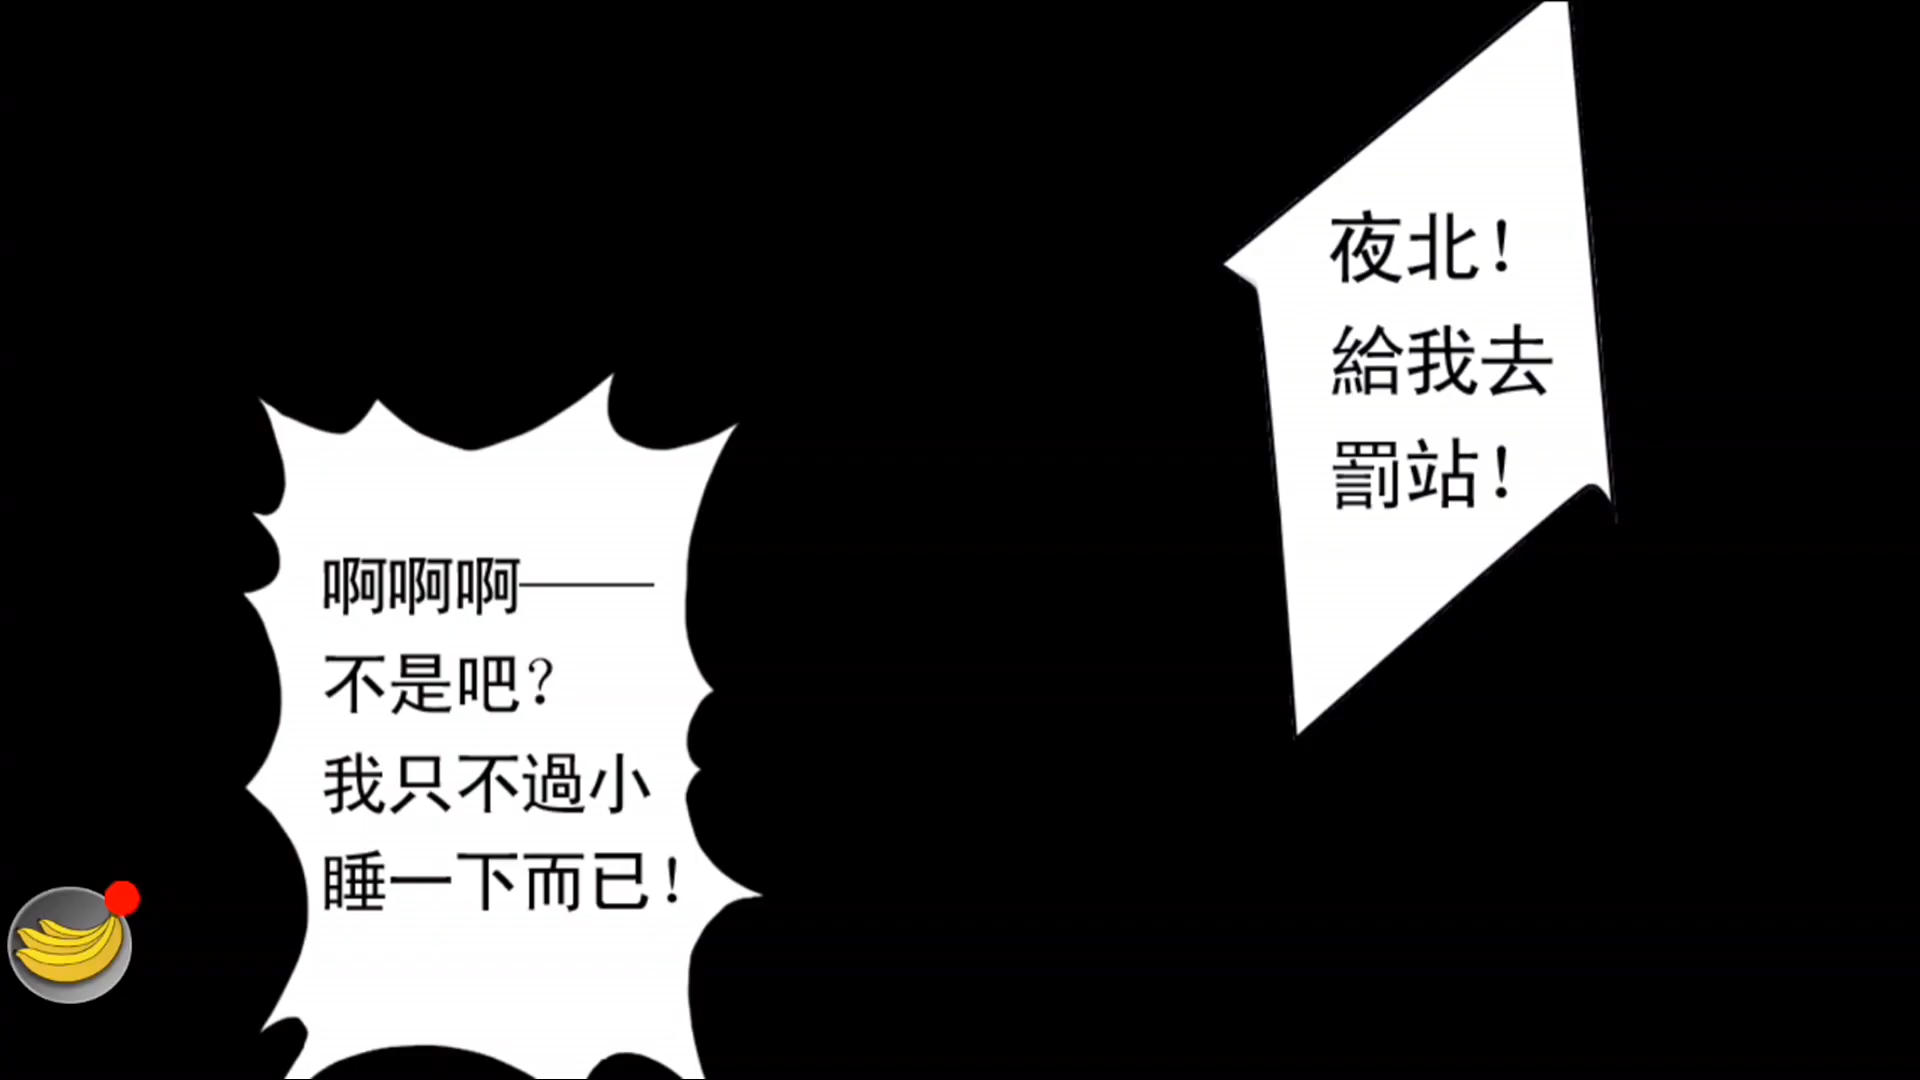 夜北！
給我去
罰站！
啊啊啊——
不是吧？
我只不過小
睡一下而已！